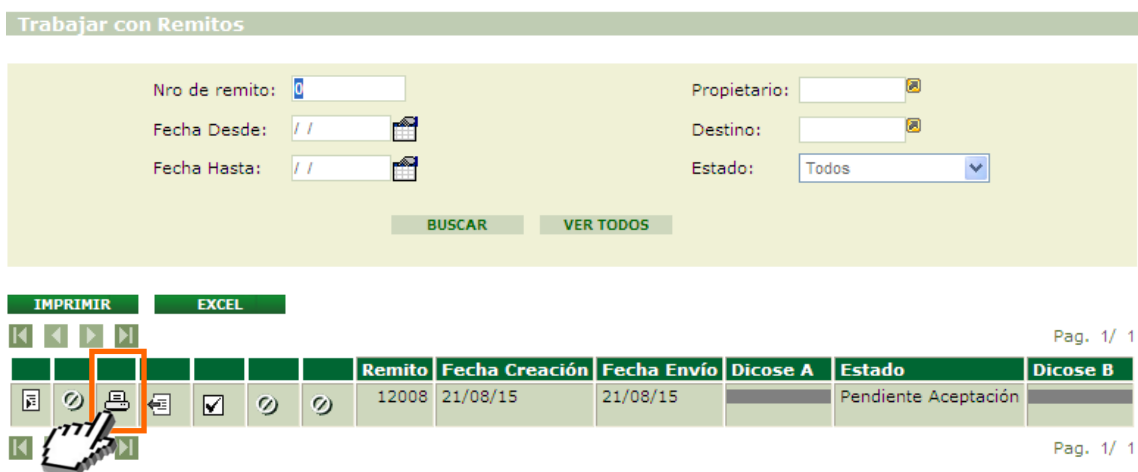 Trabajar con Remitos
Nro de remito: 0 Propietario:
Fecha Desde: / / Destino:
Fecha Hasta: / / Estado: Todos
BUSCAR VER TODOS
IMPRIMIR EXCEL
Pag. 1/ 1
Remito Fecha Creación Fecha Envío Dicose A Estado Dicose B
12008 21/08/15 21/08/15 Pendiente Aceptación
Pag. 1/ 1